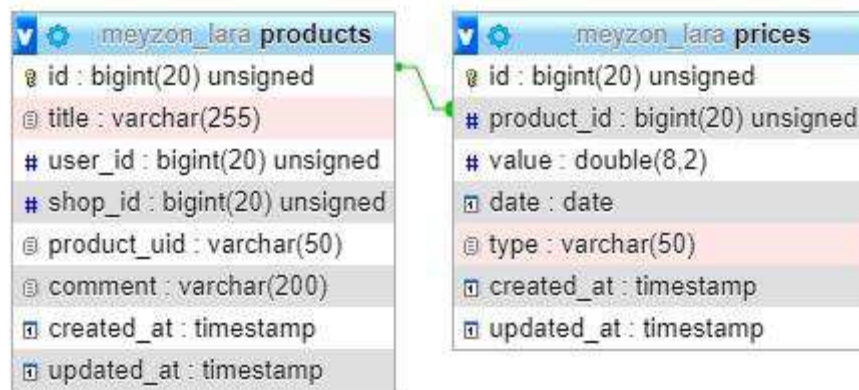 meyzon_lara products
id : bigint(20) unsigned
title : varchar(255)
user_id : bigint(20) unsigned
shop_id : bigint(20) unsigned
product_uid : varchar(50)
comment : varchar(200)
created_at : timestamp
updated_at : timestamp
meyzon_lara prices
id : bigint(20) unsigned
product_id : bigint(20) unsigned
value : double(8,2)
date : date
type : varchar(50)
created_at : timestamp
updated_at : timestamp